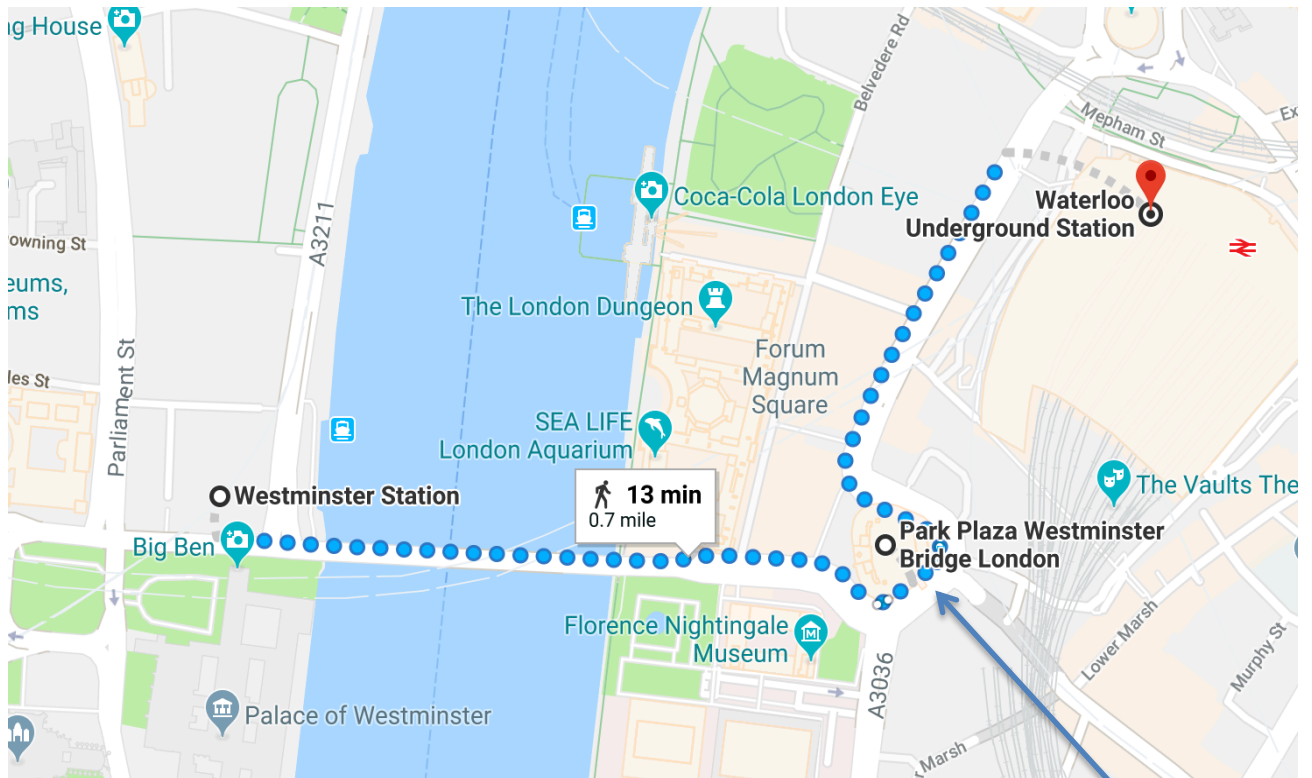 ng House
Belvedere Rd
Mepham St
Ex
Coca-Cola London Eye
Waterloo
Underground Station
owning St
A3211
eums,
ms
The London Dungeon
Forum
Magnum
Square
les St
Parliament St
SEA LIFE
London Aquarium
13 min
0.7 mile
Westminster Station
The Vaults The
Big Ben
Park Plaza Westminster
Bridge London
Florence Nightingale
Museum
M
Lower Marsh
Murphy St
A3036
Palace of Westminster
Marsh